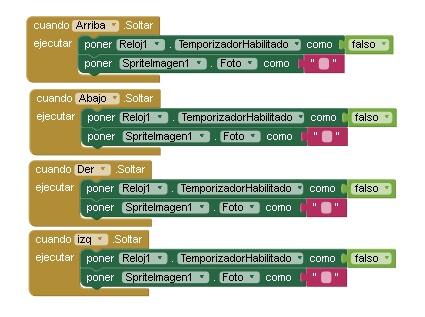 cuando Arriba .Soltar
ejecutar poner Reloj1 . TemporizadorHabilitado como falso
poner SpriteImagen1 . Foto como " "
cuando Abajo .Soltar
ejecutar poner Reloj1 . TemporizadorHabilitado como falso
poner SpriteImagen1 . Foto como " "
cuando Der .Soltar
ejecutar poner Reloj1 . TemporizadorHabilitado como falso
poner SpriteImagen1 . Foto como " "
cuando izq .Soltar
ejecutar poner Reloj1 . TemporizadorHabilitado como falso
poner SpriteImagen1 . Foto como " "